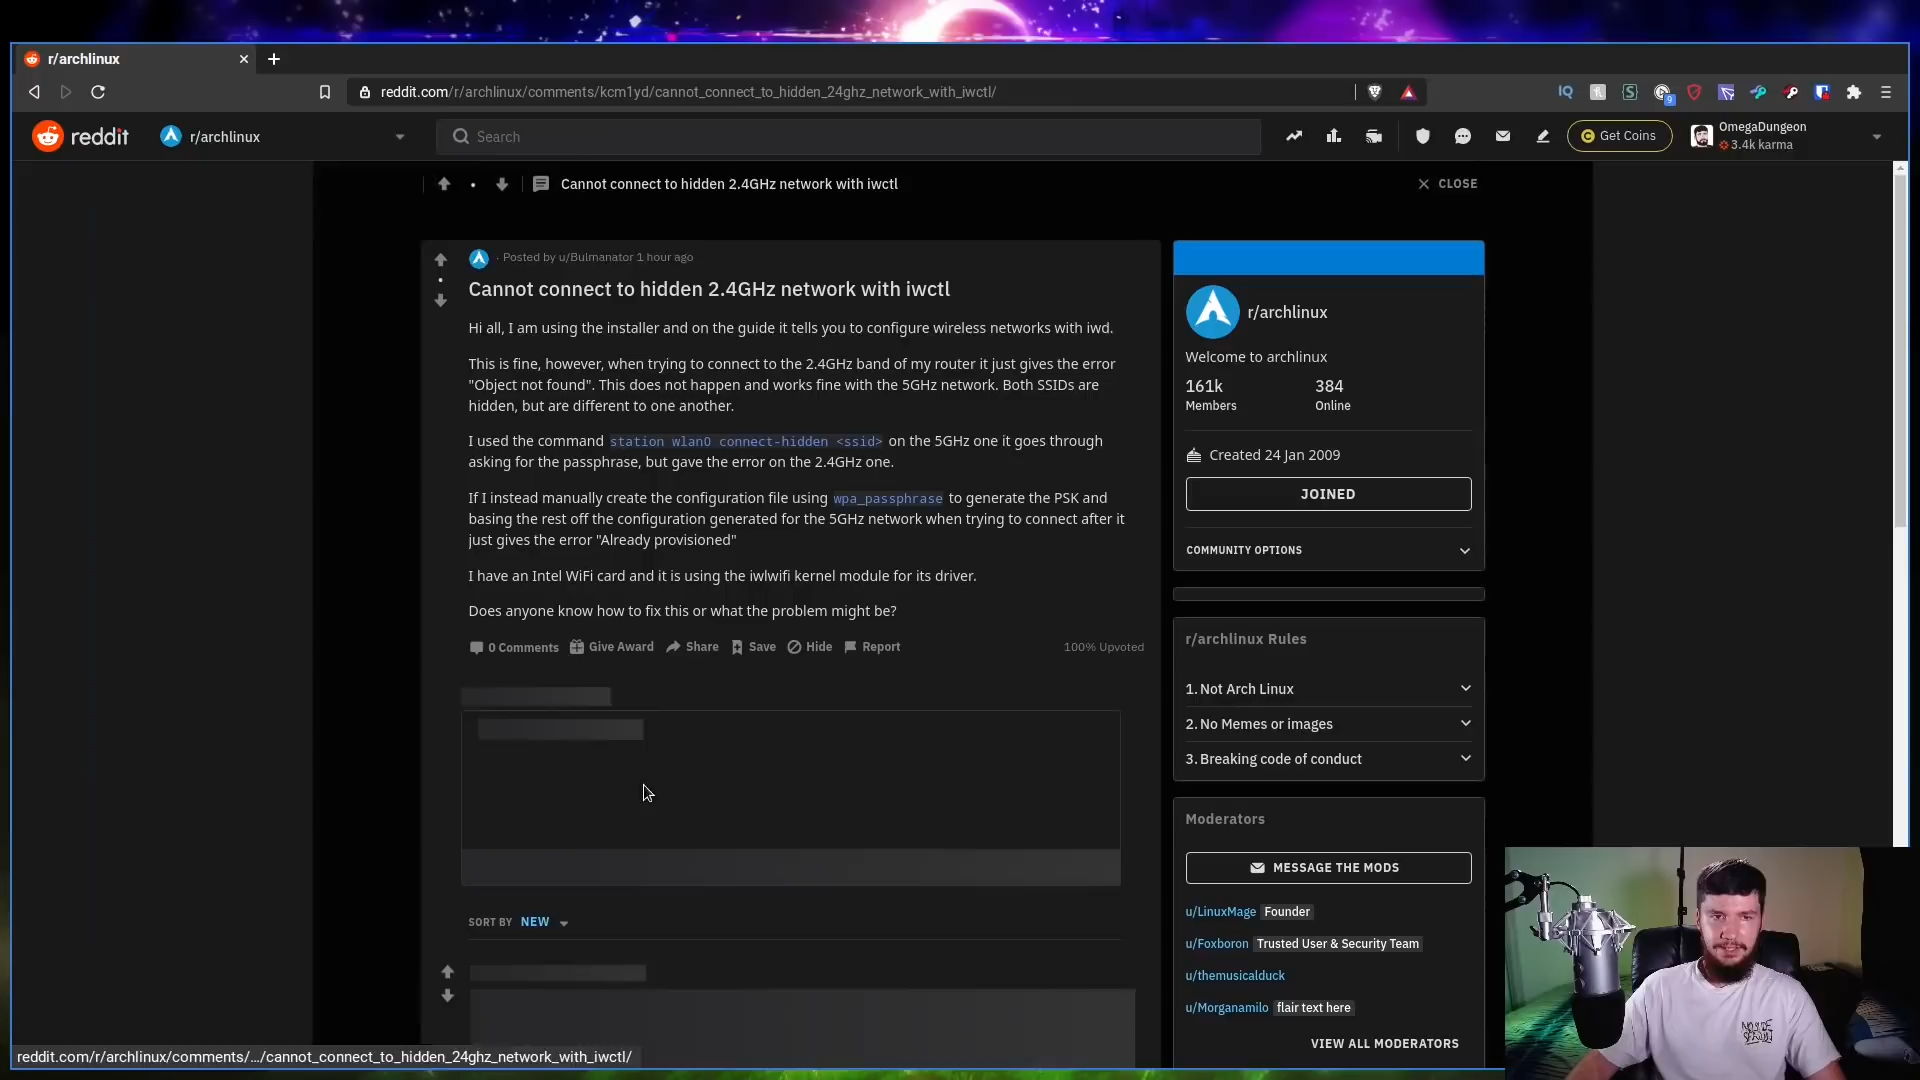 r/archlinux
reddit.com/r/archlinux/comments/kcm1yd/cannot_connect_to_hidden_24ghz_network_with_iwctl/
IQ
9
reddit
r/archlinux
Search
Get Coins
OmegaDungeon
3.4k karma
Cannot connect to hidden 2.4GHz network with iwctl
CLOSE
· Posted by u/Bulmanator 1 hour ago
Cannot connect to hidden 2.4GHz network with iwctl
Hi all, I am using the installer and on the guide it tells you to configure wireless networks with iwd.
This is fine, however, when trying to connect to the 2.4GHz band of my router it just gives the error
"Object not found". This does not happen and works fine with the 5GHz network. Both SSIDs are
hidden, but are different to one another.
I used the command station wlan0 connect-hidden <ssid> on the 5GHz one it goes through
asking for the passphrase, but gave the error on the 2.4GHz one.
If I instead manually create the configuration file using wpa_passphrase to generate the PSK and
basing the rest off the configuration generated for the 5GHz network when trying to connect after it
just gives the error "Already provisioned"
I have an Intel WiFi card and it is using the iwlwifi kernel module for its driver.
Does anyone know how to fix this or what the problem might be?
0 Comments Give Award Share Save Hide Report
100% Upvoted
SORT BY NEW
r/archlinux
Welcome to archlinux
161k
Members
384
Online
Created 24 Jan 2009
JOINED
COMMUNITY OPTIONS
r/archlinux Rules
1. Not Arch Linux
2. No Memes or images
3. Breaking code of conduct
Moderators
MESSAGE THE MODS
u/LinuxMage Founder
u/Foxboron Trusted User & Security Team
u/themusicalduck
u/Morganamilo flair text here
VIEW ALL MODERATORS
reddit.com/r/archlinux/comments/.../cannot_connect_to_hidden_24ghz_network_with_iwctl/